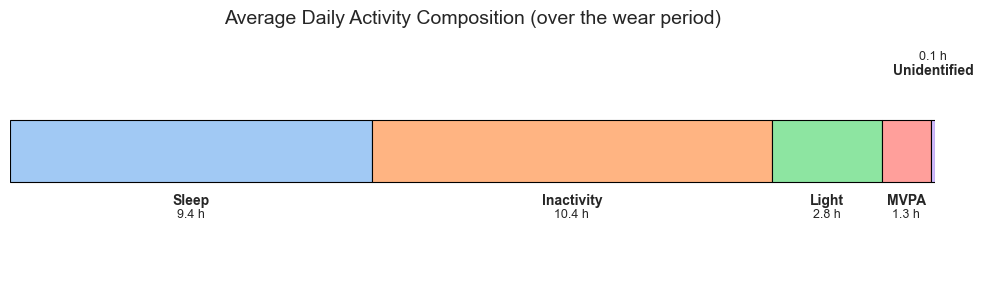 Average Daily Activity Composition (over the wear period)
0.1 h
Unidentified
Sleep
9.4 h
Inactivity
10.4 h
Light
2.8 h
MVPA
1.3 h